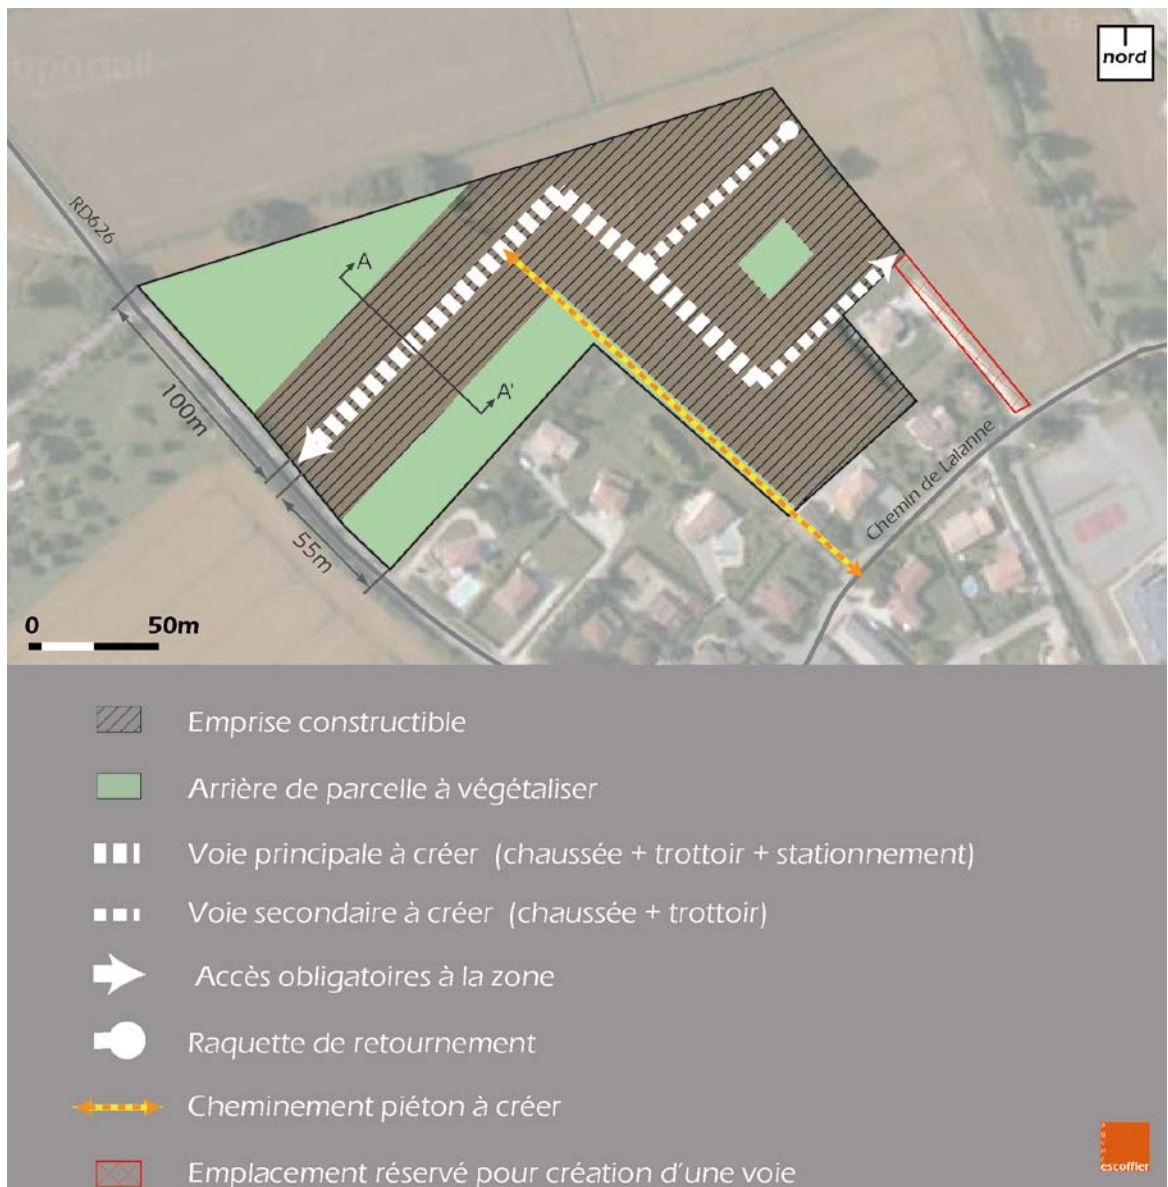 oportail
Gé
nord
RD626
A
A'
100m
55m
Chemin de Lalanne
0 50m
Emprise constructible
Arrière de parcelle à végétaliser
Voie principale à créer (chaussée + trottoir + stationnement)
Voie secondaire à créer (chaussée + trottoir)
Accès obligatoires à la zone
Raquette de retournement
Cheminement piéton à créer
Emplacement réservé pour création d'une voie
escoffier